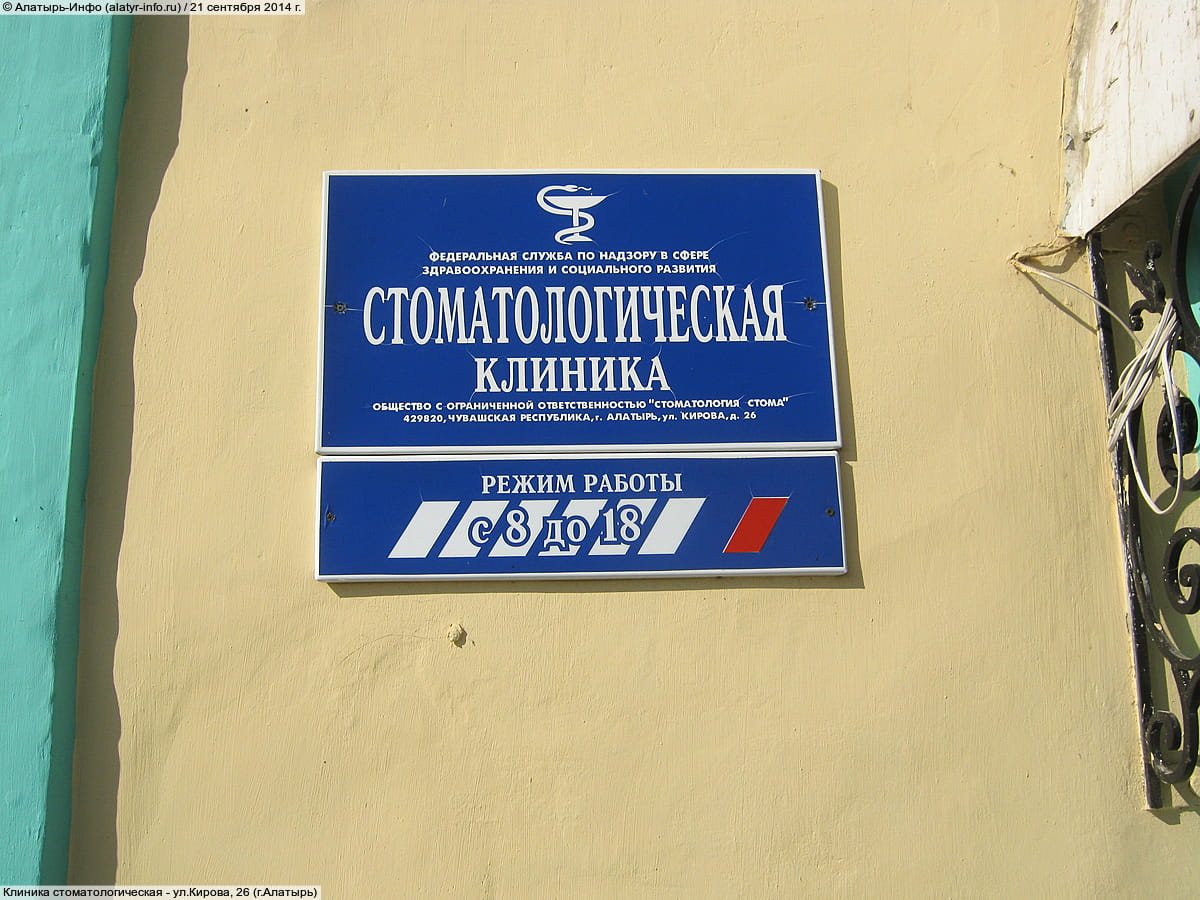 © Алатырь-Инфо (alatyr-info.ru) / 21 сентября 2014 г.
ФЕДЕРАЛЬНАЯ СЛУЖБА ПО НАДЗОРУ В СФЕРЕ
ЗДРАВООХРАНЕНИЯ И СОЦИАЛЬНОГО РАЗВИТИЯ
СТОМАТОЛОГИЧЕСКАЯ
КЛИНИКА
ОБЩЕСТВО С ОГРАНИЧЕННОЙ ОТВЕТСТВЕННОСТЬЮ "СТОМАТОЛОГИЯ СТОМА"
429820, ЧУВАШСКАЯ РЕСПУБЛИКА, г. АЛАТЫРЬ, ул. КИРОВА, д. 26
РЕЖИМ РАБОТЫ
с 8 до 18
Клиника стоматологическая - ул.Кирова, 26 (г.Алатырь)